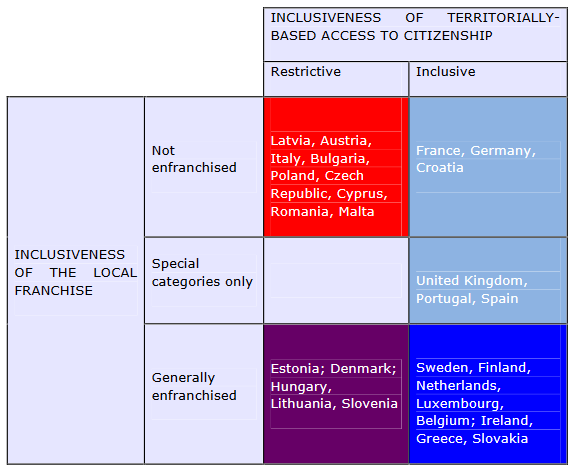 INCLUSIVENESS OF TERRITORIALLY-
BASED ACCESS TO CITIZENSHIP
Restrictive
Inclusive
INCLUSIVENESS
OF THE LOCAL
FRANCHISE
Not
enfranchised
Latvia, Austria,
Italy, Bulgaria,
Poland, Czech
Republic, Cyprus,
Romania, Malta
France, Germany,
Croatia
Special
categories only
United Kingdom,
Portugal, Spain
Generally
enfranchised
Estonia; Denmark;
Hungary,
Lithuania, Slovenia
Sweden, Finland,
Netherlands,
Luxembourg,
Belgium; Ireland,
Greece, Slovakia